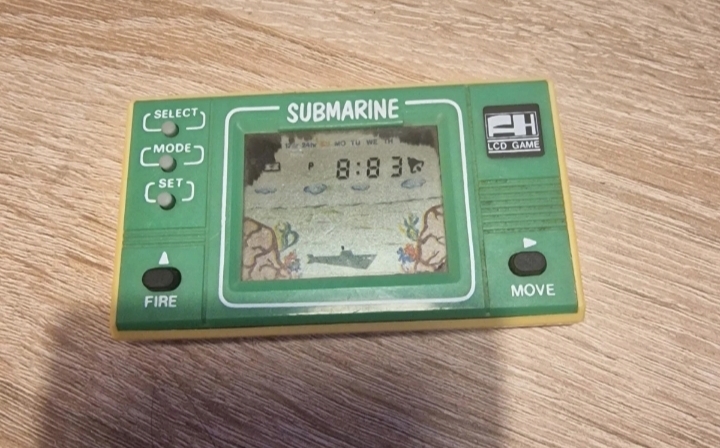 SUBMARINE
SELECT
MODE
SET
LCD GAME
P 8:83
FIRE
MOVE